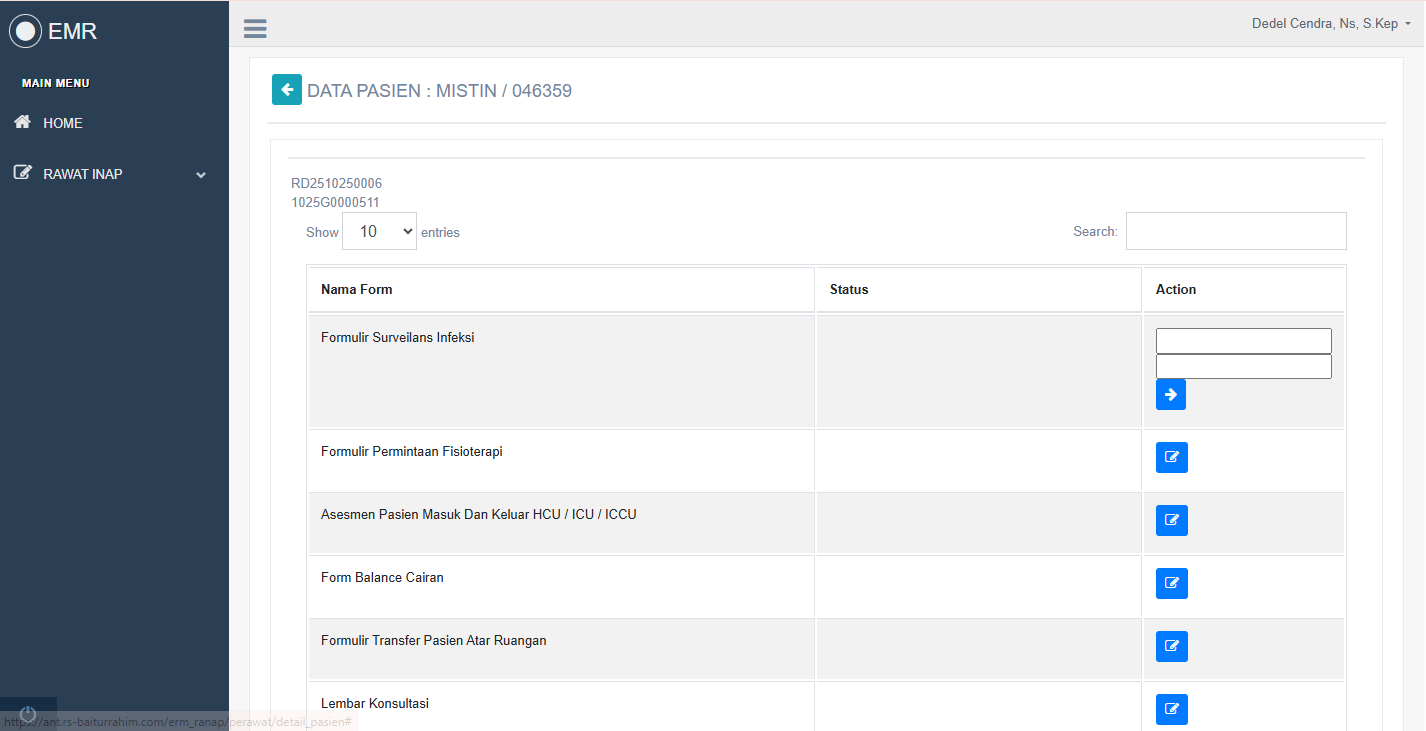 EMR
Dedel Cendra, Ns, S.Kep
MAIN MENU
HOME
RAWAT INAP
DATA PASIEN : MISTIN / 046359
RD2510250006
1025G0000511
Show 10 entries
Search:
Nama Form Status Action
Formulir Surveilans Infeksi
Formulir Permintaan Fisioterapi
Asesmen Pasien Masuk Dan Keluar HCU / ICU / ICCU
Form Balance Cairan
Formulir Transfer Pasien Atar Ruangan
Lembar Konsultasi
https://ant.rs-baiturrahim.com/erm_ranap/perawat/detail_pasien#